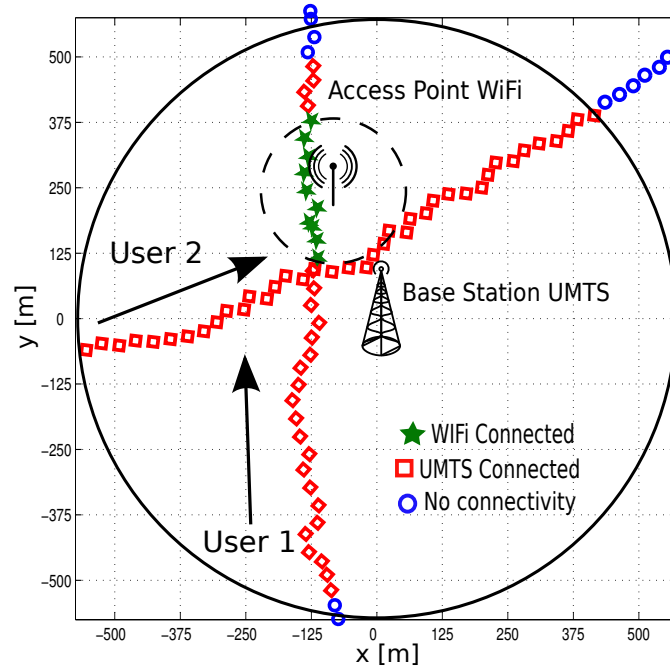 500
375
250
125
0
-125
-250
-375
-500
y [m]
Access Point WiFi
User 2
Base Station UMTS
WIFi Connected
UMTS Connected
No connectivity
User 1
-500 -375 -250 -125 0 125 250 375 500
x [m]